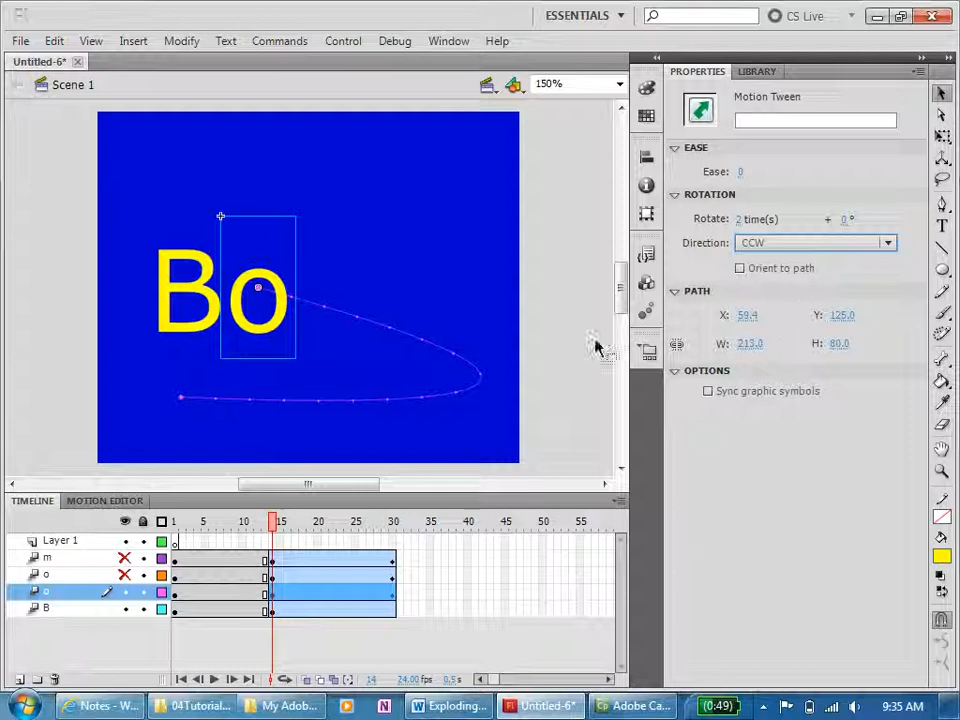 Fl
ESSENTIALS
CS Live
File Edit View Insert Modify Text Commands Control Debug Window Help
Untitled-6*
Scene 1
150%
PROPERTIES LIBRARY
Motion Tween
EASE
Ease: 0
ROTATION
Rotate: 2 time(s) + 0 °
Direction: CCW
Orient to path
PATH
X: 59.4 Y: 125.0
W: 213.0 H: 80.0
OPTIONS
Sync graphic symbols
Bo
TIMELINE MOTION EDITOR
1 5 10 15 20 25 30 35 40 45 50 55
Layer 1
m
o
o
B
14 24.00 fps 0.5 s
Notes - W...
04Tutorial...
My Adob...
Exploding...
Untitled-6*
Adobe Ca...
(0:49)
9:35 AM